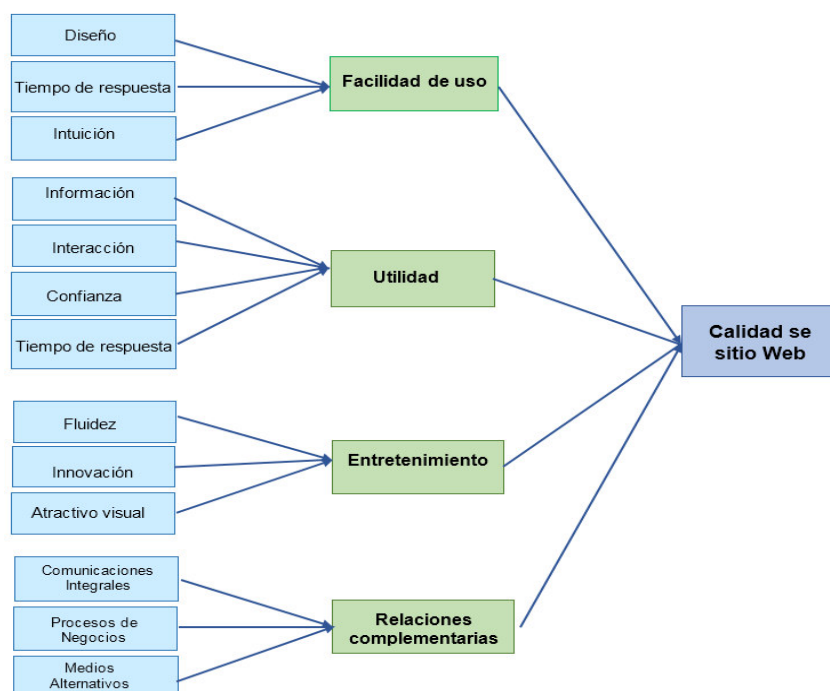 Diseño
Tiempo de respuesta
Intuición
Facilidad de uso
Información
Interacción
Confianza
Tiempo de respuesta
Utilidad
Calidad se
sitio Web
Fluidez
Innovación
Atractivo visual
Entretenimiento
Comunicaciones
Integrales
Procesos de
Negocios
Medios
Alternativos
Relaciones
complementarias